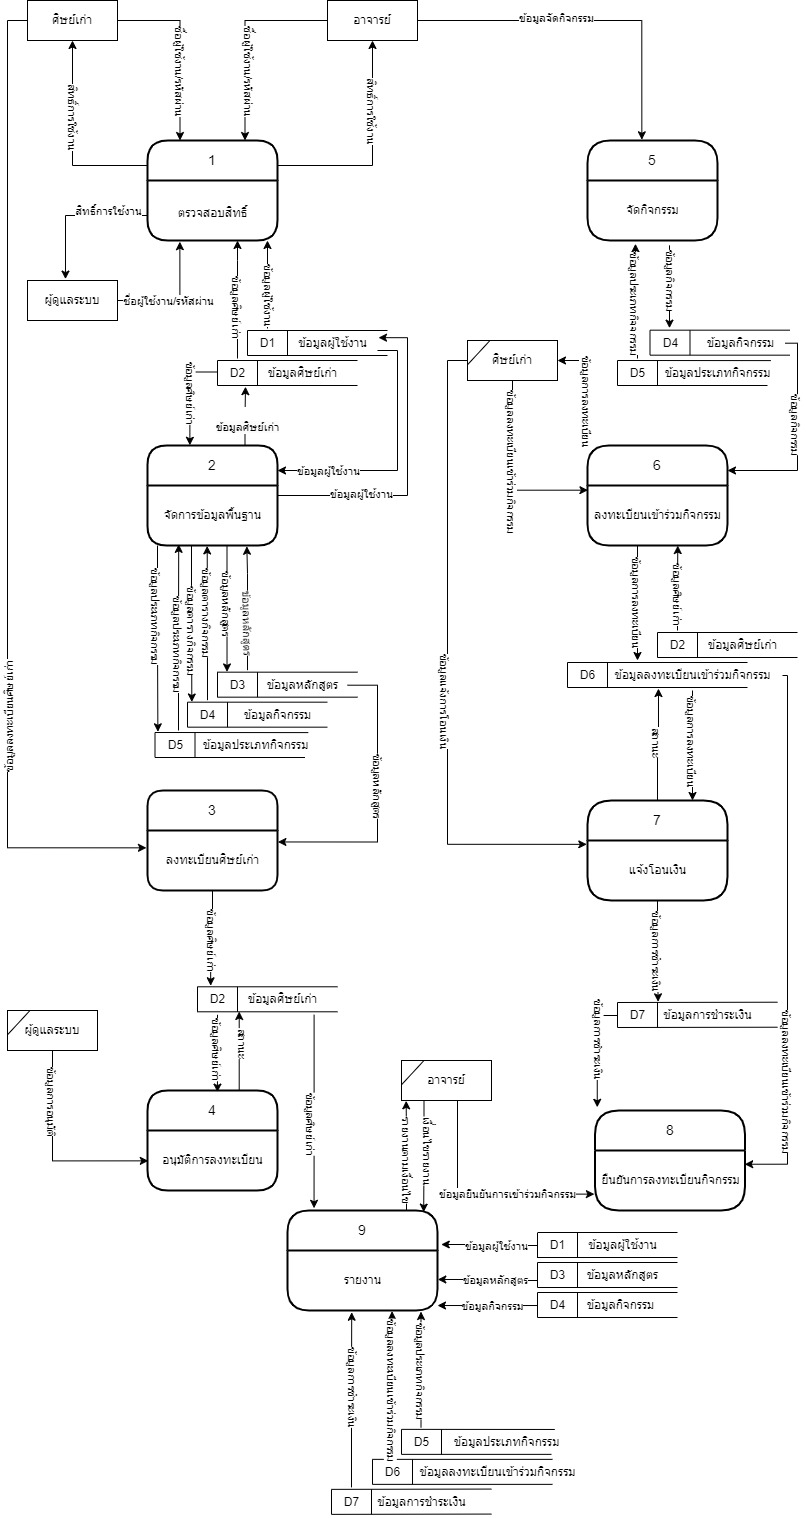 ศิษย์เก่า
อาจารย์
ข้อมูลจัดกิจกรรม
ชื่อผู้ใช้งาน/รหัสผ่าน
ชื่อผู้ใช้งาน/รหัสผ่าน
สิทธิ์การใช้งาน
สิทธิ์การใช้งาน
1
ตรวจสอบสิทธิ์
5
จัดกิจกรรม
สิทธิ์การใช้งาน
ผู้ดูแลระบบ
ชื่อผู้ใช้งาน/รหัสผ่าน
ข้อมูลศิษย์เก่า
ข้อมูลผู้ใช้งาน
ข้อมูลประเภทกิจกรรม
ข้อมูลกิจกรรม
D1
ข้อมูลผู้ใช้งาน
D4
ข้อมูลกิจกรรม
D2
ข้อมูลศิษย์เก่า
ศิษย์เก่า
D5
ข้อมูลประเภทกิจกรรม
ข้อมูลศิษย์เก่า
ข้อมูลศิษย์เก่า
ข้อมูลการลงทะเบียน
ข้อมูลกิจกรรม
ข้อมูลลงทะเบียนเข้าร่วมกิจกรรม
2
จัดการข้อมูลพื้นฐาน
ข้อมูลผู้ใช้งาน
ข้อมูลผู้ใช้งาน
6
ลงทะเบียนเข้าร่วมกิจกรรม
ข้อมูลประเภทกิจกรรม
ข้อมูลประเภทกิจกรรม
ข้อมูลตารางกิจกรรม
ข้อมูลตารางกิจกรรม
ข้อมูลหลักสูตร
ข้อมูลหลักสูตร
ข้อมูลการลงทะเบียน
ข้อมูลศิษย์เก่า
D2
ข้อมูลศิษย์เก่า
D6
ข้อมูลลงทะเบียนเข้าร่วมกิจกรรม
D3
ข้อมูลหลักสูตร
D4
ข้อมูลกิจกรรม
D5
ข้อมูลประเภทกิจกรรม
ข้อมูลแจ้งการโอนเงิน
สถานะ
ข้อมูลการลงทะเบียน
ข้อมูลหลักสูตร
3
ลงทะเบียนศิษย์เก่า
7
แจ้งโอนเงิน
ข้อมูลศิษย์เก่า
ข้อมูลการชำระเงิน
D2
ข้อมูลศิษย์เก่า
D7
ข้อมูลการชำระเงิน
ผู้ดูแลระบบ
ข้อมูลศิษย์เก่า
สถานะ
ข้อมูลการชำระเงิน
ข้อมูลลงทะเบียนเข้าร่วมกิจกรรม
ข้อมูลการอนุมัติ
อาจารย์
ข้อมูลศิษย์เก่า
4
อนุมัติการลงทะเบียน
รายงานตามเงื่อนไข
เงื่อนไขรายงาน
8
ยืนยันการลงทะเบียนกิจกรรม
ข้อมูลยืนยันการเข้าร่วมกิจกรรม
9
รายงาน
ข้อมูลผู้ใช้งาน
D1
ข้อมูลผู้ใช้งาน
ข้อมูลหลักสูตร
D3
ข้อมูลหลักสูตร
ข้อมูลกิจกรรม
D4
ข้อมูลกิจกรรม
ข้อมูลการชำระเงิน
ข้อมูลลงทะเบียนเข้าร่วมกิจกรรม
ข้อมูลประเภทกิจกรรม
D5
ข้อมูลประเภทกิจกรรม
D6
ข้อมูลลงทะเบียนเข้าร่วมกิจกรรม
D7
ข้อมูลการชำระเงิน